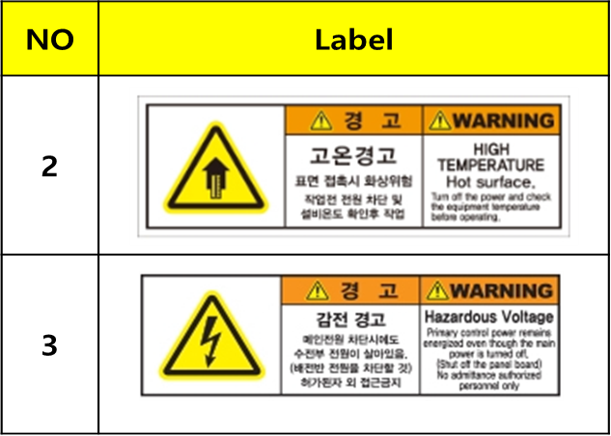 NO
Label
2
경 고
고온경고
표면 접촉시 화상위험
작업전 전원 차단 및
설비온도 확인후 작업
WARNING
HIGH
TEMPERATURE
Hot surface.
Turn off the power and check
the equipment temperature
before operating.
3
경 고
감전 경고
메인전원 차단시에도
수전부 전원이 살아있음.
(배전반 전원을 차단할 것)
허가된자 외 접근금지
WARNING
Hazardous Voltage
Primary control power remains
energized even though the main
power is turned off.
(Shut off the panel board)
No admittance authorized
personnel only